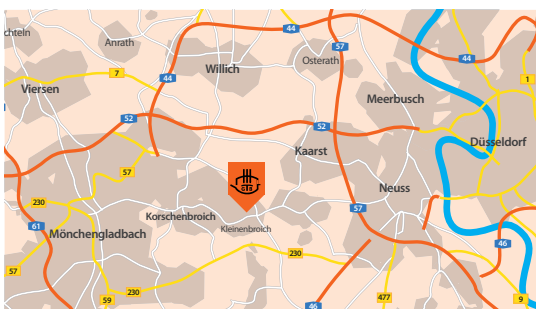 chteln
Anrath
44
57
Osterath
44
Willich
7
44
1
Viersen
Meerbusch
52
52
Düsseldorf
Kaarst
57
Neuss
230
Korschenbroich
57
61
Kleinenbroich
9
Mönchengladbach
46
230
57
230
59
46
477